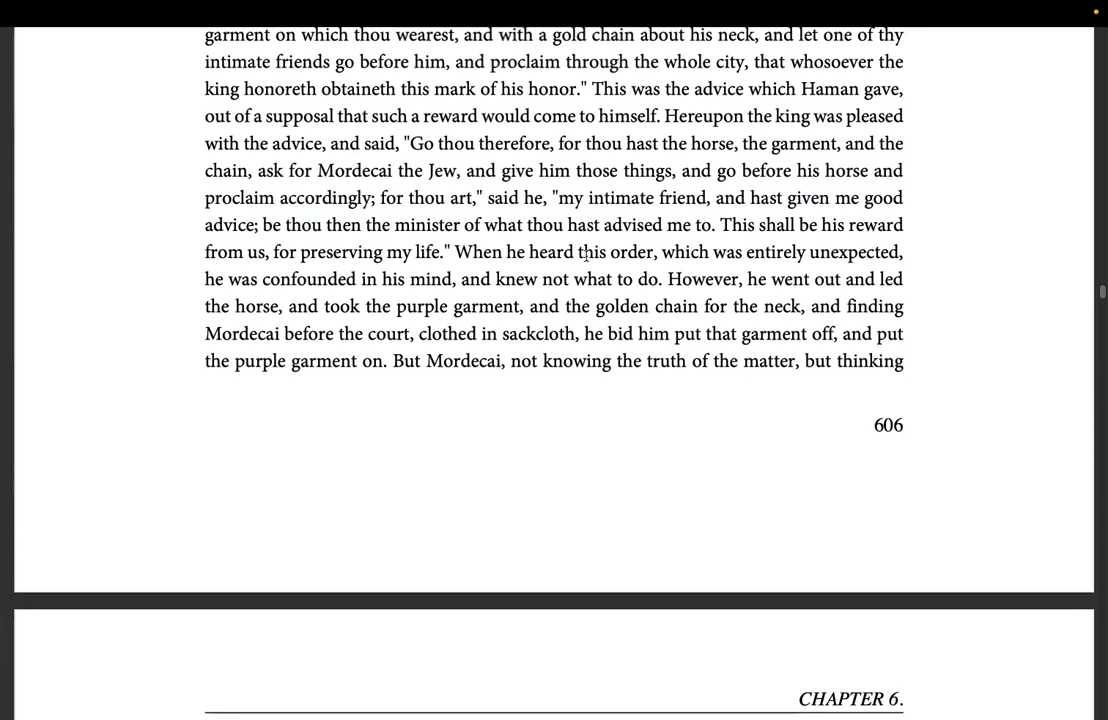 garment on which thou wearest, and with a gold chain about his neck, and let one of thy
intimate friends go before him, and proclaim through the whole city, that whosoever the
king honoreth obtaineth this mark of his honor." This was the advice which Haman gave,
out of a supposal that such a reward would come to himself. Hereupon the king was pleased
with the advice, and said, "Go thou therefore, for thou hast the horse, the garment, and the
chain, ask for Mordecai the Jew, and give him those things, and go before his horse and
proclaim accordingly; for thou art," said he, "my intimate friend, and hast given me good
advice; be thou then the minister of what thou hast advised me to. This shall be his reward
from us, for preserving my life." When he heard this order, which was entirely unexpected,
he was confounded in his mind, and knew not what to do. However, he went out and led
the horse, and took the purple garment, and the golden chain for the neck, and finding
Mordecai before the court, clothed in sackcloth, he bid him put that garment off, and put
the purple garment on. But Mordecai, not knowing the truth of the matter, but thinking
606
CHAPTER 6.